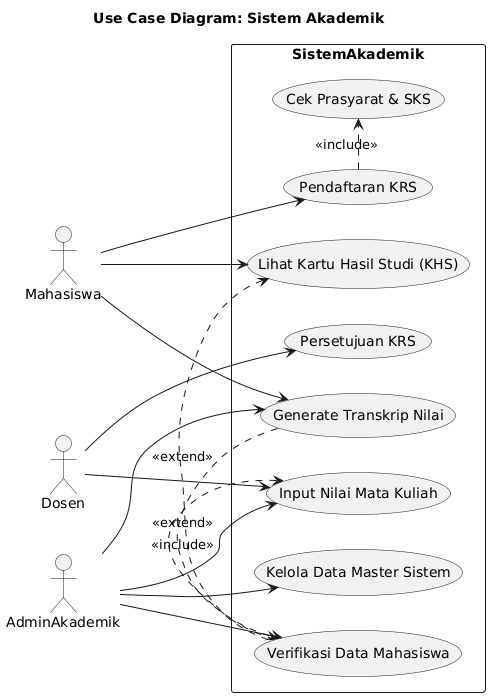 Use Case Diagram: Sistem Akademik
SistemAkademik
Cek Prasyarat & SKS
«include»
Pendaftaran KRS
Lihat Kartu Hasil Studi (KHS)
Mahasiswa
Persetujuan KRS
Generate Transkrip Nilai
«extend»
Input Nilai Mata Kuliah
Dosen
«extend»
«include»
Kelola Data Master Sistem
AdminAkademik
Verifikasi Data Mahasiswa